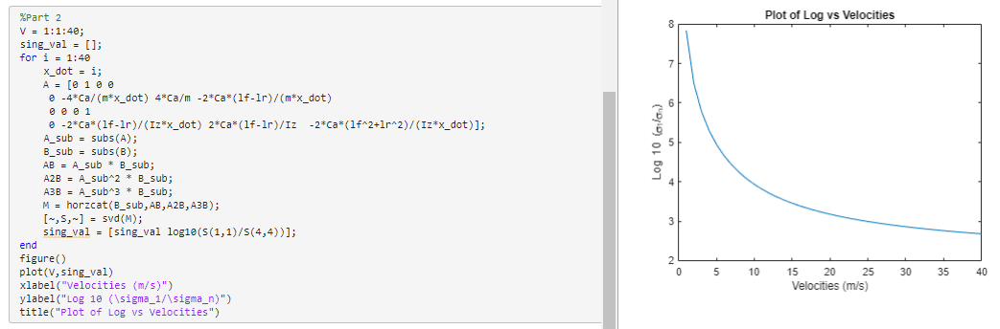 %Part 2
V = 1:1:40;
sing_val = [];
for i = 1:40
x_dot = i;
A = [0 1 0 0
0 -4*Ca/(m*x_dot) 4*Ca/m -2*Ca*(lf-lr)/(m*x_dot)
0 0 0 1
0 -2*Ca*(lf-lr)/(Iz*x_dot) 2*Ca*(lf-lr)/Iz -2*Ca*(lf^2+lr^2)/(Iz*x_dot)];
A_sub = subs(A);
B_sub = subs(B);
AB = A_sub * B_sub;
A2B = A_sub^2 * B_sub;
A3B = A_sub^3 * B_sub;
M = horzcat(B_sub,AB,A2B,A3B);
[~,S,~] = svd(M);
sing_val = [sing_val log10(S(1,1)/S(4,4))];
end
figure()
plot(V,sing_val)
xlabel("Velocities (m/s)")
ylabel("Log 10 (\sigma_1/\sigma_n)")
title("Plot of Log vs Velocities")
Plot of Log vs Velocities
8
7
6
5
4
3
2
Log 10 (σ₁/σₙ)
0 5 10 15 20 25 30 35 40
Velocities (m/s)